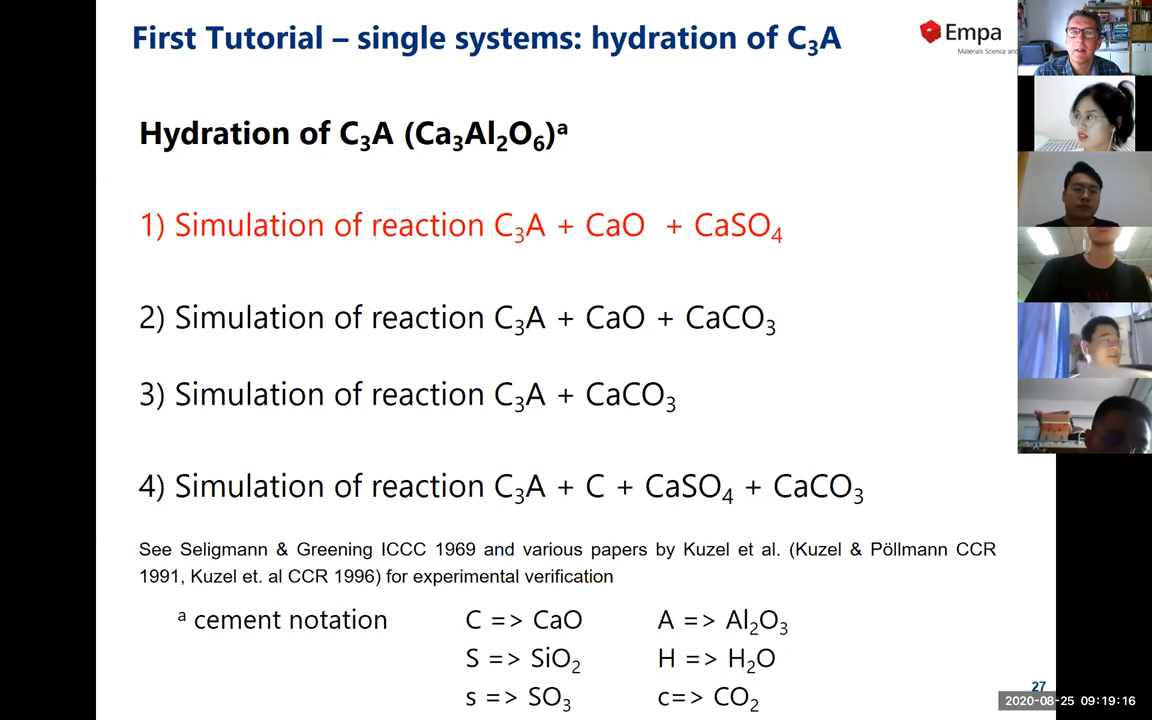 First Tutorial – single systems: hydration of C₃A
Empa
Materials Science and
Hydration of C₃A (Ca₃Al₂O₆)ᵃ
1) Simulation of reaction C₃A + CaO + CaSO₄
2) Simulation of reaction C₃A + CaO + CaCO₃
3) Simulation of reaction C₃A + CaCO₃
4) Simulation of reaction C₃A + C + CaSO₄ + CaCO₃
See Seligmann & Greening ICCC 1969 and various papers by Kuzel et al. (Kuzel & Pöllmann CCR
1991, Kuzel et. al CCR 1996) for experimental verification
ᵃ cement notation C => CaO A => Al₂O₃
S => SiO₂ H => H₂O
s => SO₃ c=> CO₂
27
2020-08-25 09:19:16